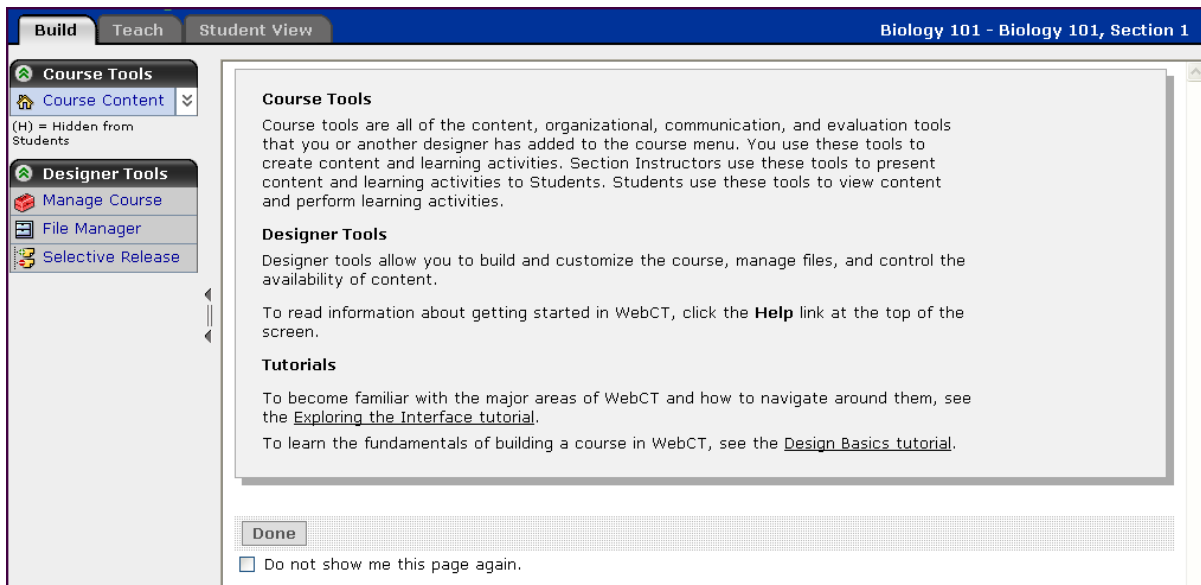 Build Teach Student View Biology 101 - Biology 101, Section 1
Course Tools
Course Content
(H) = Hidden from
Students
Designer Tools
Manage Course
File Manager
Selective Release
Course Tools
Course tools are all of the content, organizational, communication, and evaluation tools
that you or another designer has added to the course menu. You use these tools to
create content and learning activities. Section Instructors use these tools to present
content and learning activities to Students. Students use these tools to view content
and perform learning activities.
Designer Tools
Designer tools allow you to build and customize the course, manage files, and control the
availability of content.
To read information about getting started in WebCT, click the Help link at the top of the
screen.
Tutorials
To become familiar with the major areas of WebCT and how to navigate around them, see
the Exploring the Interface tutorial.
To learn the fundamentals of building a course in WebCT, see the Design Basics tutorial.
Done
Do not show me this page again.